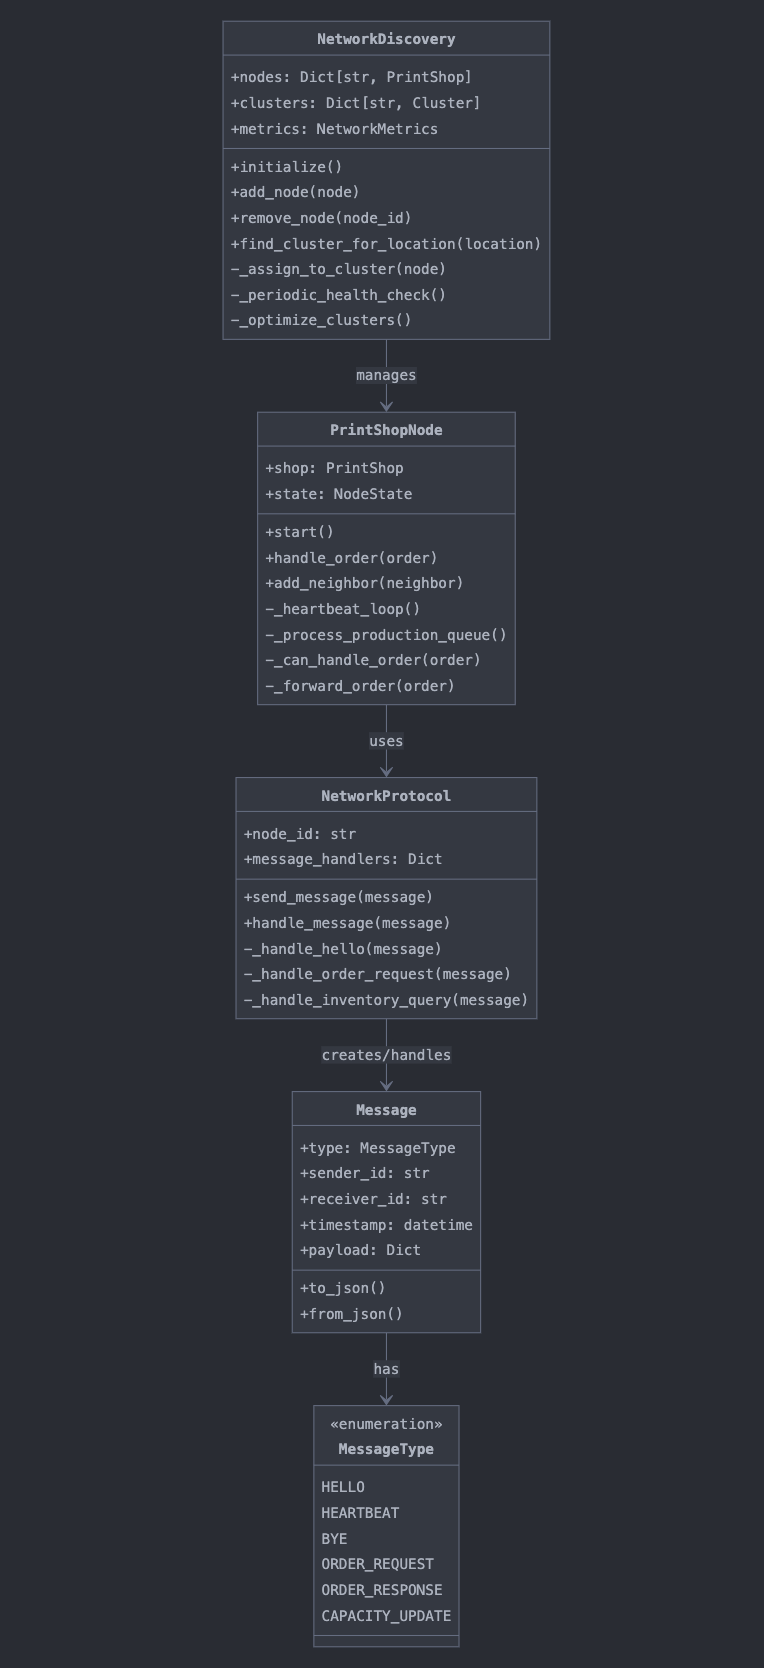 NetworkDiscovery
+nodes: Dict[str, PrintShop]
+clusters: Dict[str, Cluster]
+metrics: NetworkMetrics
+initialize()
+add_node(node)
+remove_node(node_id)
+find_cluster_for_location(location)
-_assign_to_cluster(node)
-_periodic_health_check()
-_optimize_clusters()
manages
PrintShopNode
+shop: PrintShop
+state: NodeState
+start()
+handle_order(order)
+add_neighbor(neighbor)
-_heartbeat_loop()
-_process_production_queue()
-_can_handle_order(order)
-_forward_order(order)
uses
NetworkProtocol
+node_id: str
+message_handlers: Dict
+send_message(message)
+handle_message(message)
-_handle_hello(message)
-_handle_order_request(message)
-_handle_inventory_query(message)
creates/handles
Message
+type: MessageType
+sender_id: str
+receiver_id: str
+timestamp: datetime
+payload: Dict
+to_json()
+from_json()
has
«enumeration»
MessageType
HELLO
HEARTBEAT
BYE
ORDER_REQUEST
ORDER_RESPONSE
CAPACITY_UPDATE